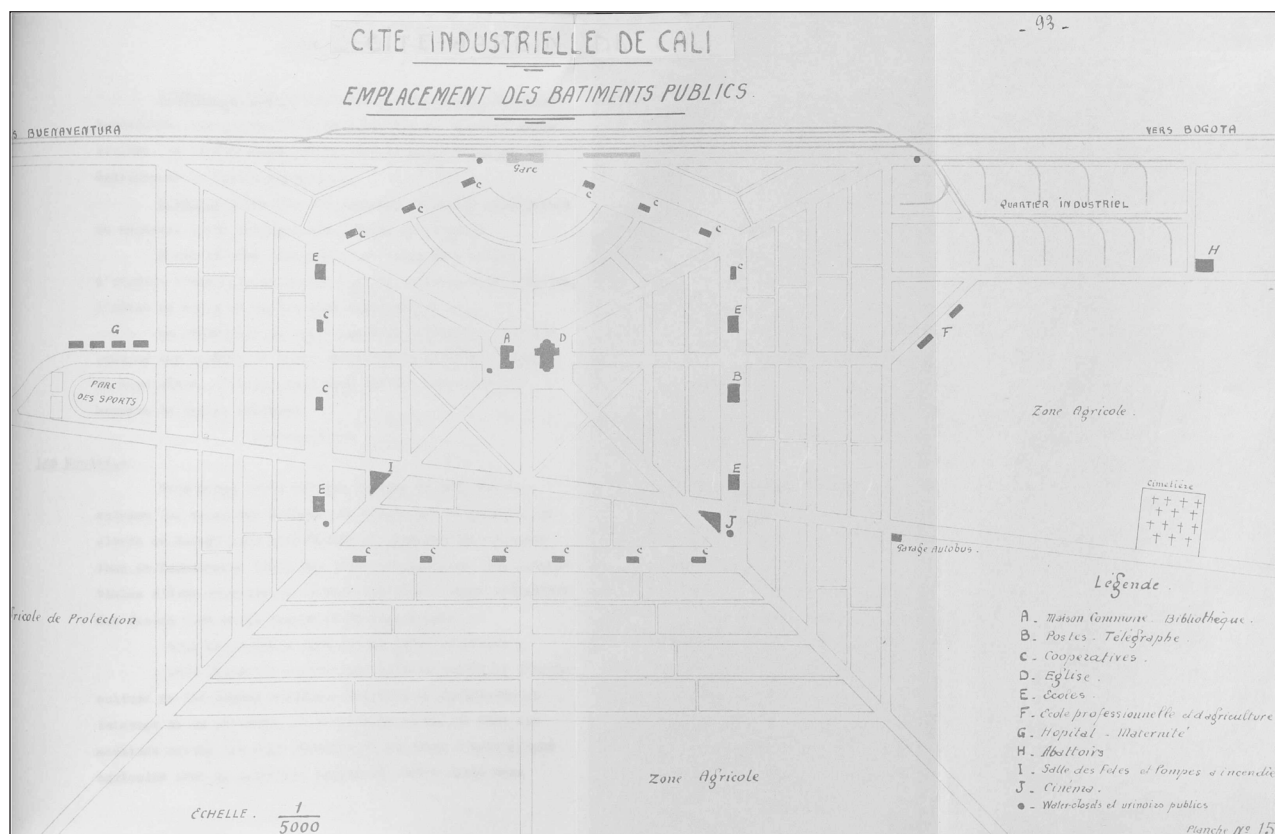 - 93 -
CITE INDUSTRIELLE DE CALI
EMPLACEMENT DES BATIMENTS PUBLICS.
S BUENAVENTURA
VERS BOGOTA
Gare
C
C
C
C
C
C
QUARTIER INDUSTRIEL
H
E
C
C
E
G
A
D
F
PARC
DES SPORTS
C
B
Zone Agricole.
I
E
E
J
Cimetière
C
C
C
C
C
C
Garage Autobus.
ricole de Protection
Zone Agricole
ÉCHELLE. 1/5000
Légende.
A - Maison Commune - Bibliothèque.
B - Postes - Télégraphe.
C - Coopératives.
D - Eglise.
E - Ecoles.
F - Ecole professionnelle et d'agriculture
G - Hopital - Maternité
H - Abattoirs
I - Salle des Fêtes et Pompes à incendie
J - Cinéma.
● - Water-closets et urinoirs publics
Planche Nº 15